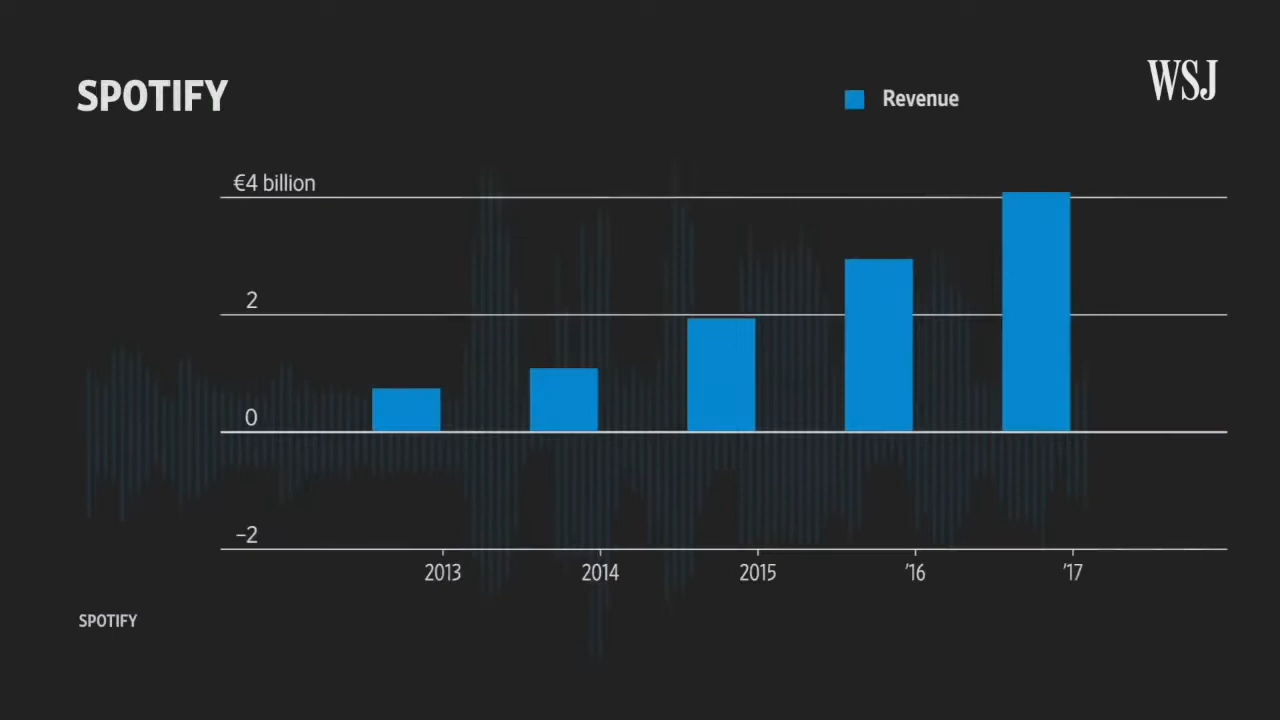 SPOTIFY
Revenue
WSJ
€4 billion
2
0
–2
2013 2014 2015 '16 '17
SPOTIFY